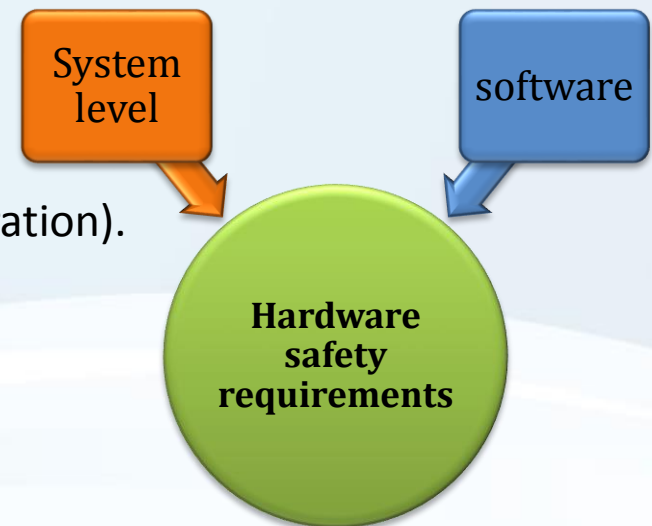 System
level
software
ation).
Hardware
safety
requirements